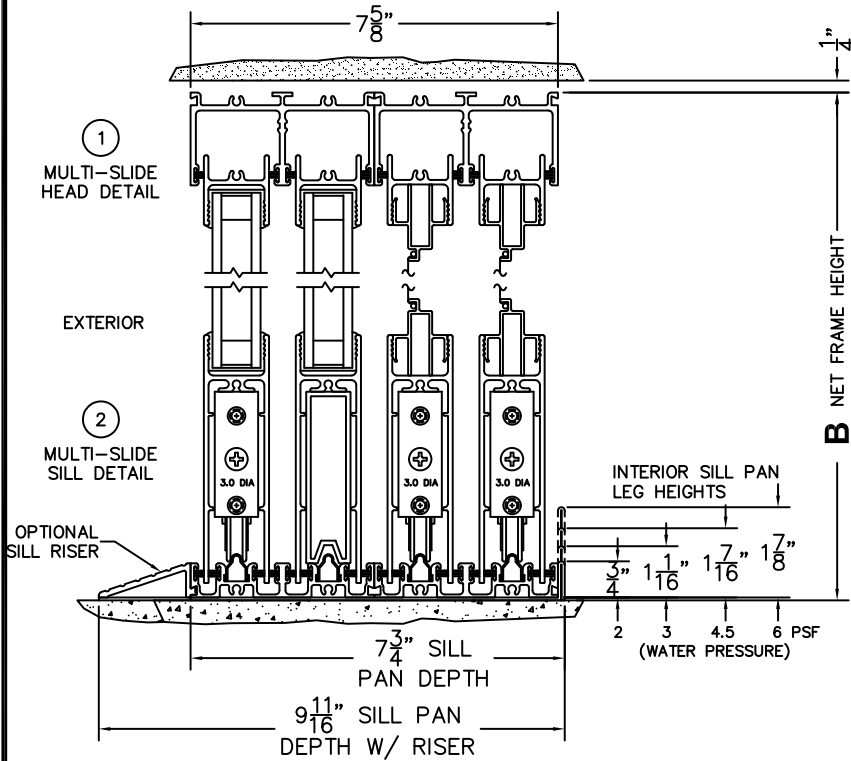 7 5/8"
1/4"
1
MULTI-SLIDE
HEAD DETAIL
EXTERIOR
B NET FRAME HEIGHT
2
MULTI-SLIDE
SILL DETAIL
3.0 DIA
3.0 DIA
3.0 DIA
INTERIOR SILL PAN
LEG HEIGHTS
OPTIONAL
SILL RISER
3/4" 1 1/16" 1 7/16" 1 7/8"
2 3 4.5 6 PSF
(WATER PRESSURE)
7 3/4" SILL
PAN DEPTH
9 11/16" SILL PAN
DEPTH W/ RISER